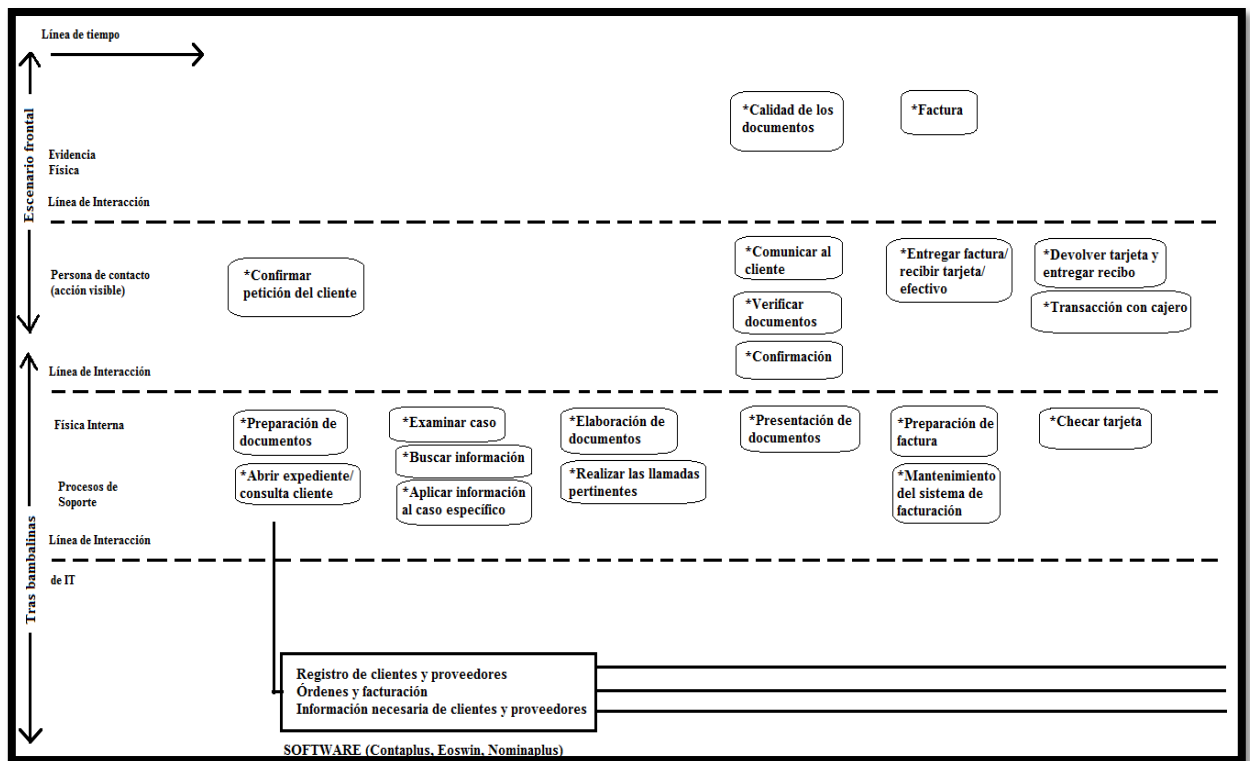 Línea de tiempo
Escenario frontal
*Calidad de los
documentos
*Factura
Evidencia
Física
Línea de Interacción
Persona de contacto
(acción visible)
*Confirmar
petición del cliente
*Comunicar al
cliente
*Verificar
documentos
*Confirmación
*Entregar factura/
recibir tarjeta/
efectivo
*Devolver tarjeta y
entregar recibo
*Transacción con cajero
Línea de Interacción
Tras bambalinas
Física Interna
*Preparación de
documentos
*Examinar caso
*Elaboración de
documentos
*Presentación de
documentos
*Preparación de
factura
*Checar tarjeta
Procesos de
Soporte
*Abrir expediente/
consulta cliente
*Buscar información
*Aplicar información
al caso específico
*Realizar las llamadas
pertinentes
*Mantenimiento
del sistema de
facturación
Línea de Interacción
de IT
Registro de clientes y proveedores
Órdenes y facturación
Información necesaria de clientes y proveedores
SOFTWARE (Contaplus, Eoswin, Nominaplus)